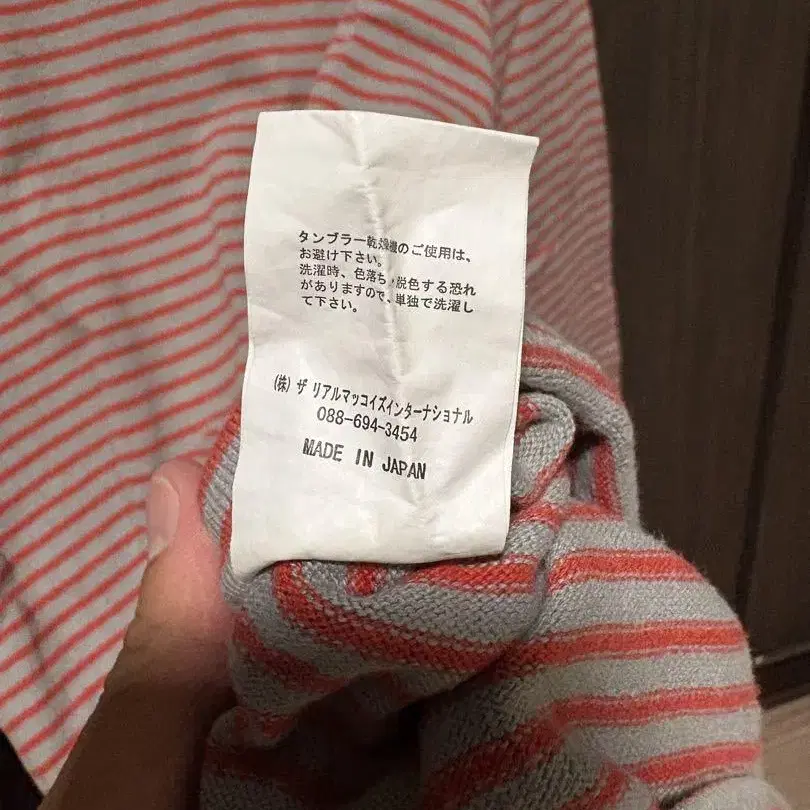 タンブラー乾燥機のご使用は、
お避け下さい。
洗濯時、色落ち、脱色する恐れ
がありますので、単独で洗濯し
て下さい。
(株) ザ リアルマッコイズインターナショナル
088-694-3454
MADE IN JAPAN